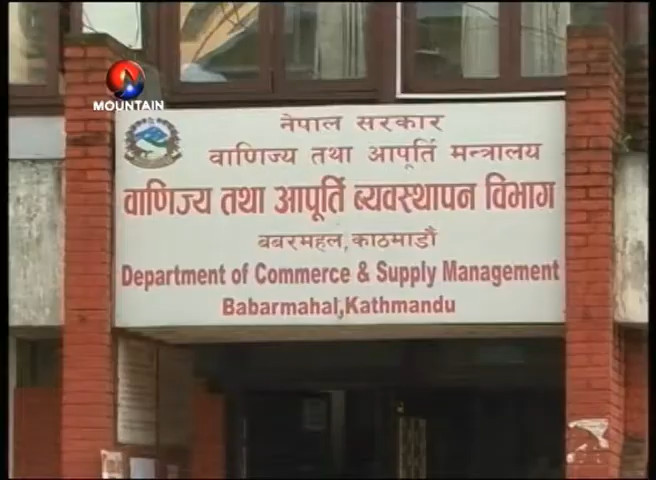 MOUNTAIN
नेपाल सरकार
वाणिज्य तथा आपूर्ति मन्त्रालय
वाणिज्य तथा आपूर्ति ब्यवस्थापन विभाग
बबरमहल, काठमाडौं
Department of Commerce & Supply Management
Babarmahal,Kathmandu